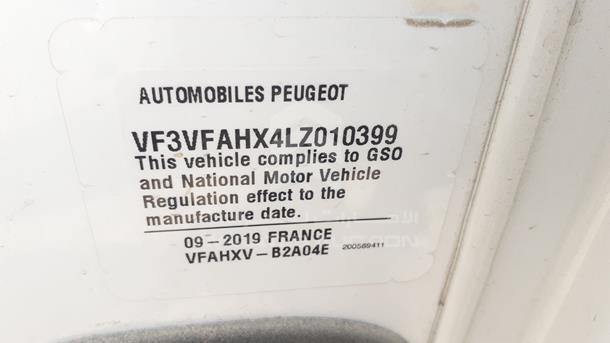 AUTOMOBILES PEUGEOT
VF3VFAHX4LZ010399
This vehicle complies to GSO
and National Motor Vehicle
Regulation effect to the
manufacture date.
09-2019 FRANCE
VFAHXV-B2A04E 200569411